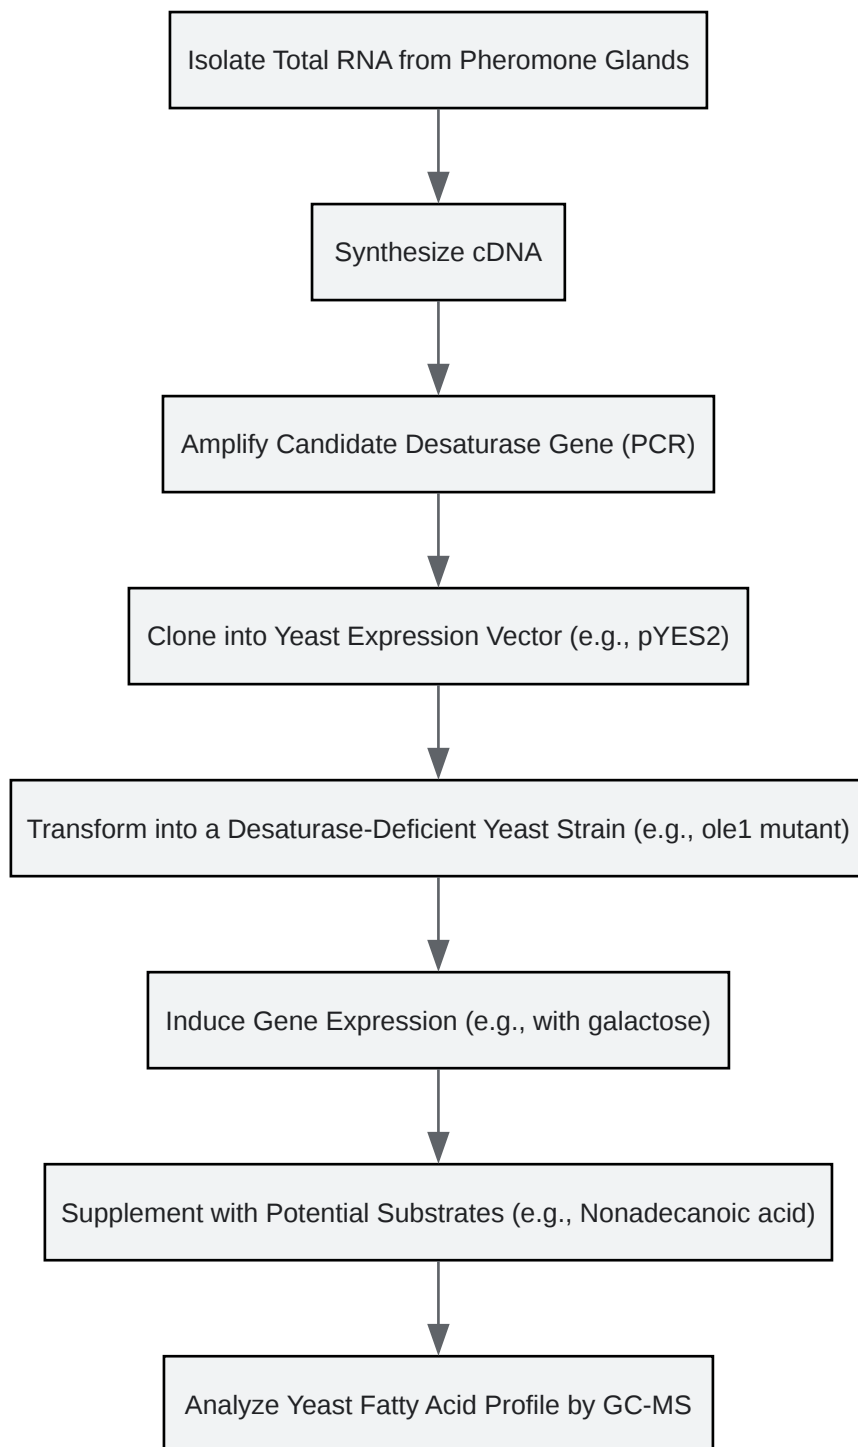 Isolate Total RNA from Pheromone Glands
Synthesize cDNA
Amplify Candidate Desaturase Gene (PCR)
Clone into Yeast Expression Vector (e.g., pYES2)
Transform into a Desaturase-Deficient Yeast Strain (e.g., ole1 mutant)
Induce Gene Expression (e.g., with galactose)
Supplement with Potential Substrates (e.g., Nonadecanoic acid)
Analyze Yeast Fatty Acid Profile by GC-MS